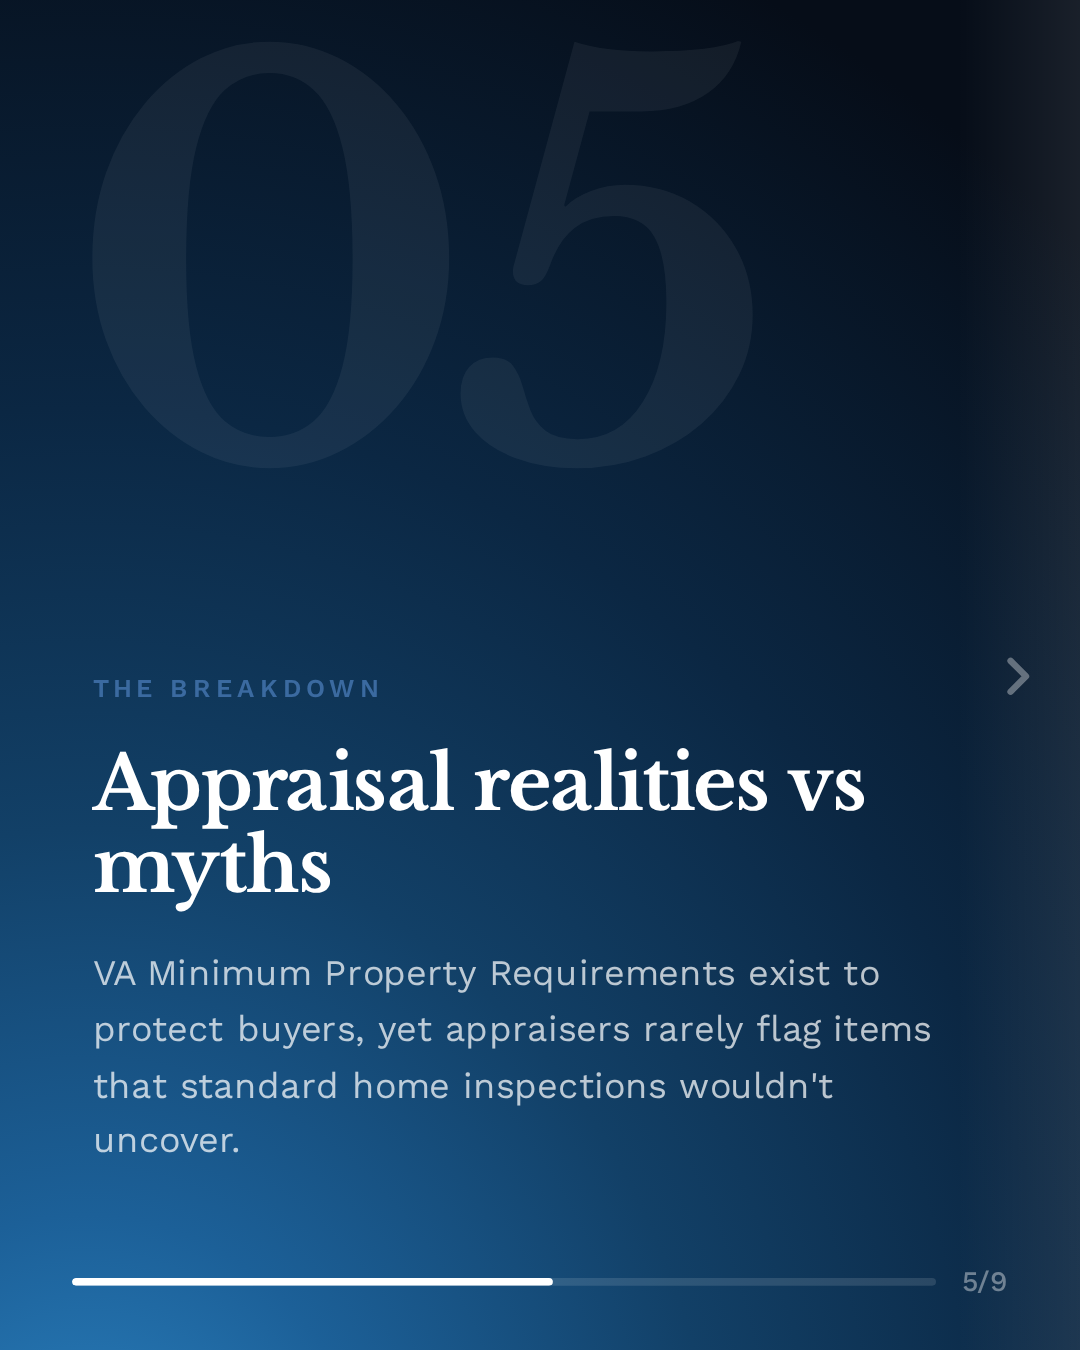 05
THE BREAKDOWN
Appraisal realities vs
myths
VA Minimum Property Requirements exist to
protect buyers, yet appraisers rarely flag items
that standard home inspections wouldn't
uncover.
5/9